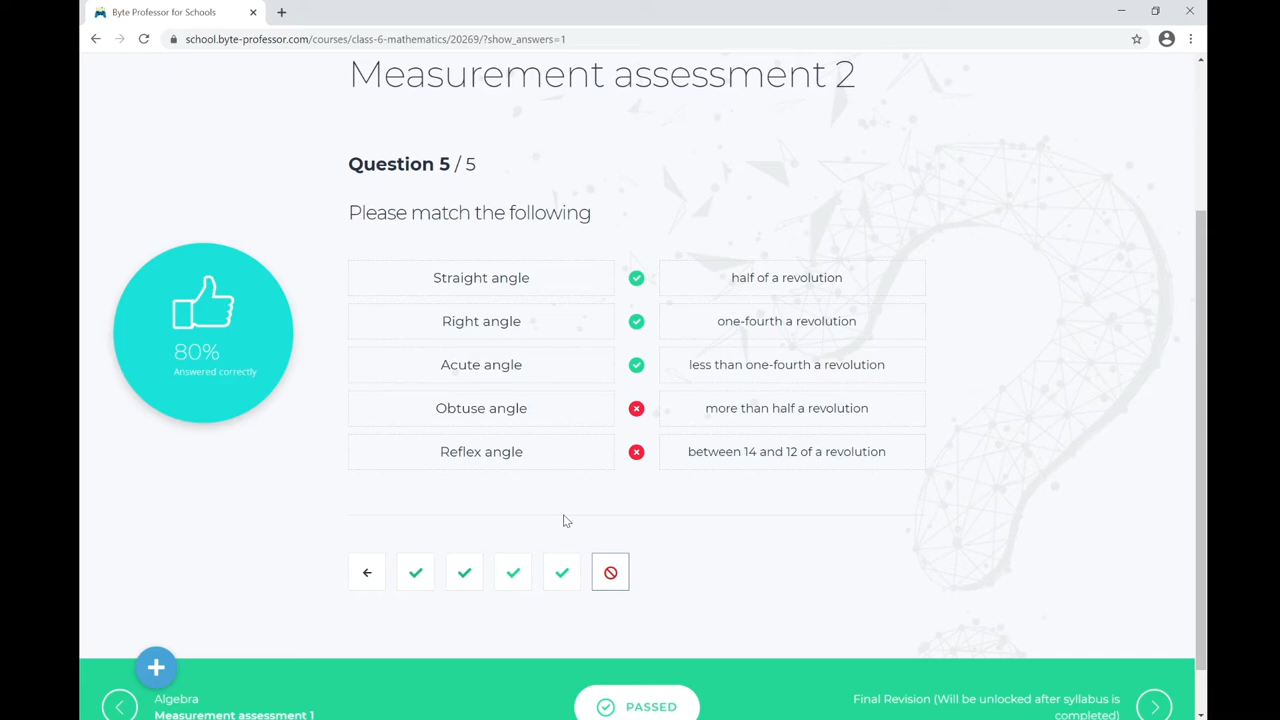 Byte Professor for Schools
school.byte-professor.com/courses/class-6-mathematics/20269/?show_answers=1
Measurement assessment 2
Question 5 / 5
Please match the following
Straight angle half of a revolution
Right angle one-fourth a revolution
Acute angle less than one-fourth a revolution
Obtuse angle more than half a revolution
Reflex angle between 14 and 12 of a revolution
80%
Answered correctly
Algebra
Measurement assessment 1
PASSED
Final Revision (Will be unlocked after syllabus is
completed)